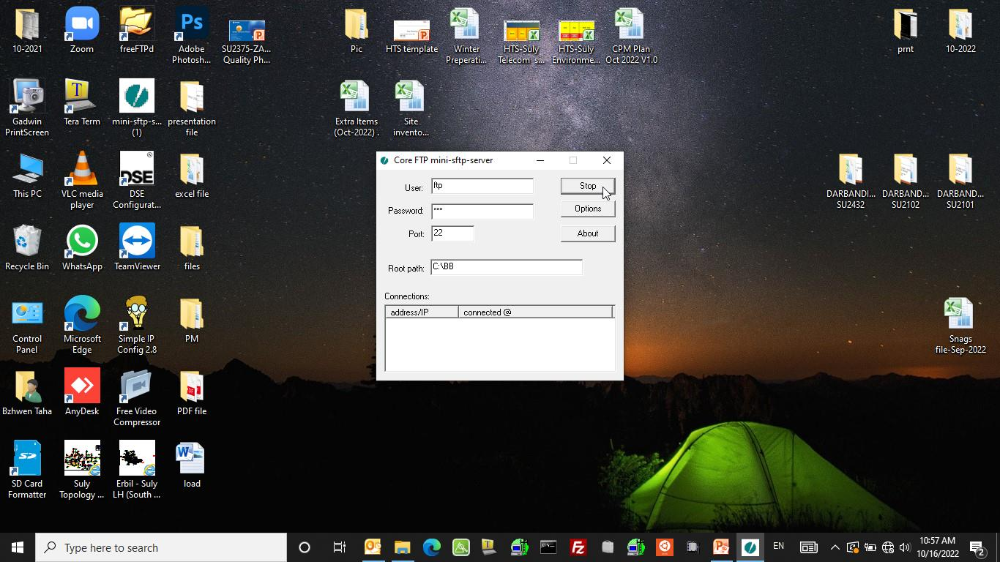 10-2021
Zoom
freeFTPd
Ps
Adobe
Photosh...
SU2375-ZA...
Quality Ph...
Pic
HTS template
Winter
Preperati...
HTS-Suly
Telecom s...
HTS-Suly
Environme...
CPM Plan
Oct 2022 V1.0
prnt
10-2022
Gadwin
PrintScreen
Tera Term
mini-sftp-s...
(1)
presentation
file
Extra Items
(Oct-2022) .
Site
invento...
This PC
VLC media
player
DSE
DSE
Configurat...
excel file
DARBANDI...
SU2432
DARBAND...
SU2102
DARBAND...
SU2101
Core FTP mini-sftp-server
User:
ftp
Stop
Password:
***
Options
Port:
22
About
Root path:
C:\BB
Connections:
address/IP
connected @
Recycle Bin
WhatsApp
TeamViewer
files
Control
Panel
Microsoft
Edge
Simple IP
Config 2.8
PM
Snags
file-Sep-2022
Bzhwen Taha
AnyDesk
Free Video
Compressor
PDF
PDF file
SD
SD Card
Formatter
Suly
Topology ...
Erbil - Suly
LH (South ...
load
Type here to search
EN
10:57 AM
10/16/2022
2